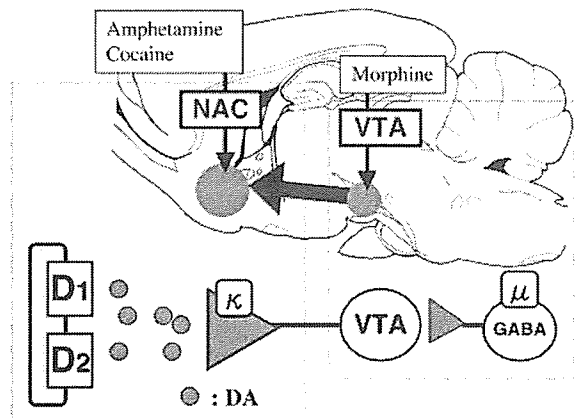 Amphetamine
Cocaine
Morphine
NAC
VTA
D1
D2
κ
VTA
μ
GABA
: DA